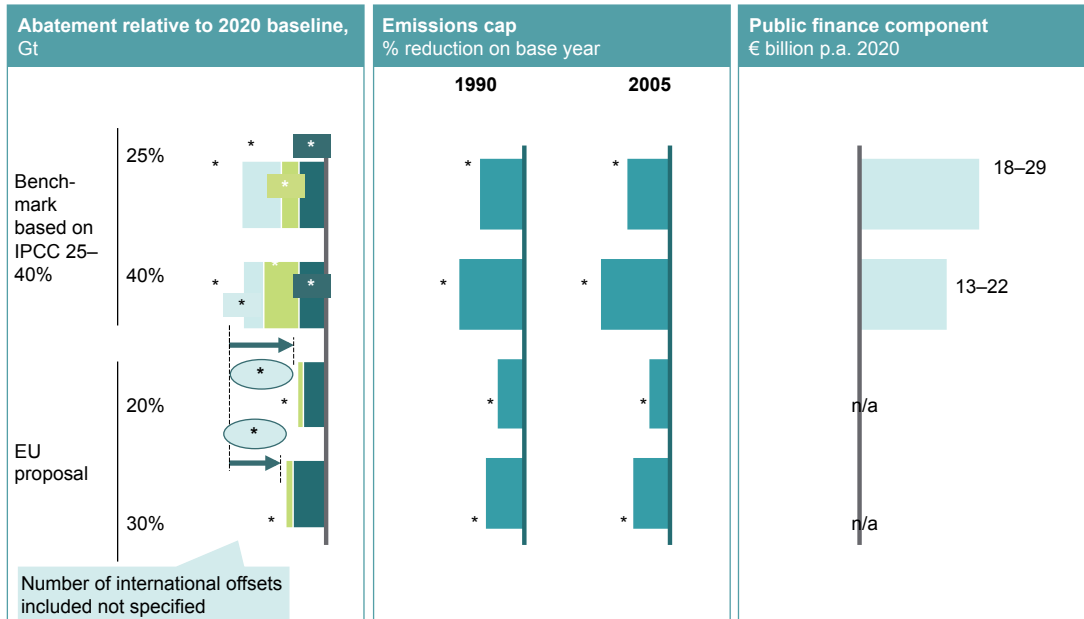 Abatement relative to 2020 baseline,
Gt
Emissions cap
% reduction on base year
Public finance component
€ billion p.a. 2020
1990
2005
Bench-
mark
based on
IPCC 25–
40%
25%
*
*
*
*
*
*
18–29
40%
*
*
*
*
*
*
13–22
EU
proposal
20%
*
*
*
*
*
n/a
30%
*
*
*
n/a
Number of international offsets
included not specified